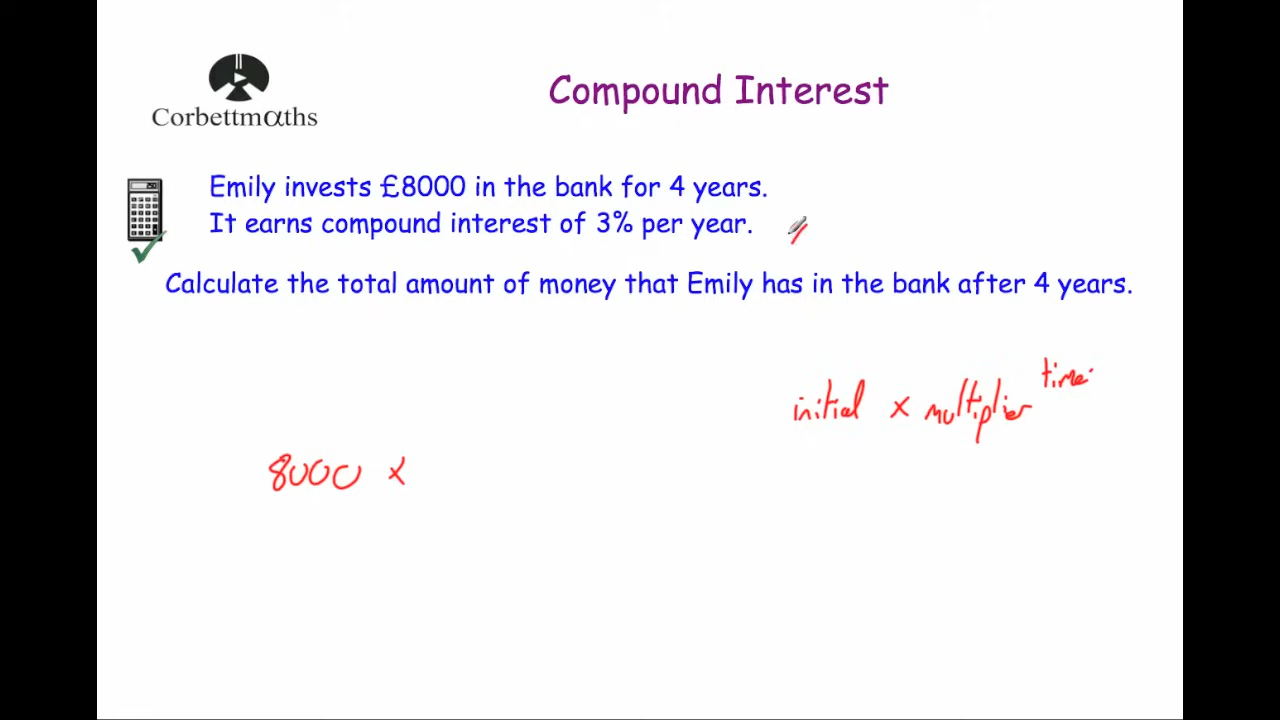 Compound Interest
Corbettmαths
Emily invests £8000 in the bank for 4 years.
It earns compound interest of 3% per year.
Calculate the total amount of money that Emily has in the bank after 4 years.
initial × multiplier time
8000 ×